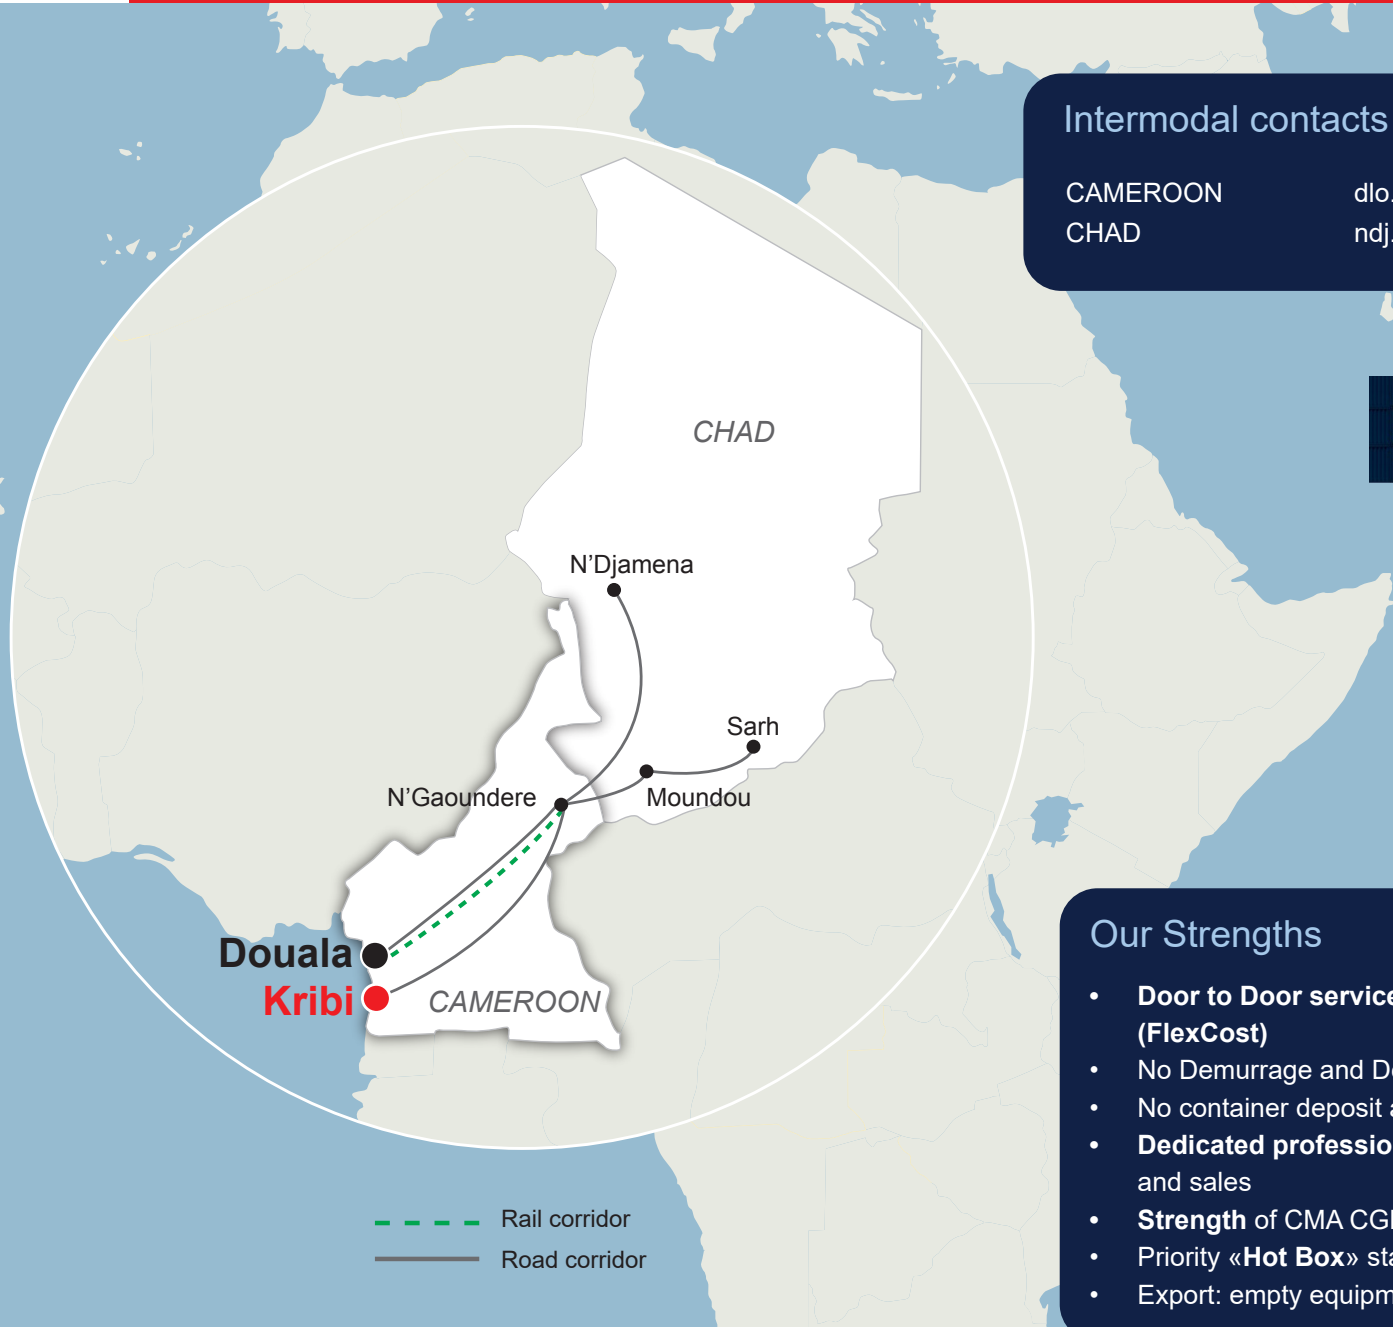 Intermodal contacts
CAMEROON dlo.
CHAD ndj.
CHAD
N’Djamena
Sarh
N’Gaoundere
Moundou
Douala
Kribi
CAMEROON
Rail corridor
Road corridor
Our Strengths
• Door to Door service
(FlexCost)
• No Demurrage and D
• No container deposit
• Dedicated professio
and sales
• Strength of CMA CG
• Priority «Hot Box» sta
• Export: empty equipm